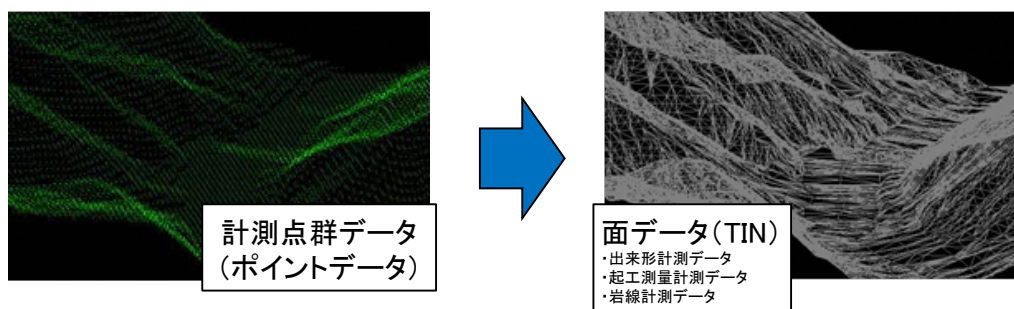 計測点群データ
(ポイントデータ)
面データ(TIN)
・出来形計測データ
・起工測量計測データ
・岩線計測データ